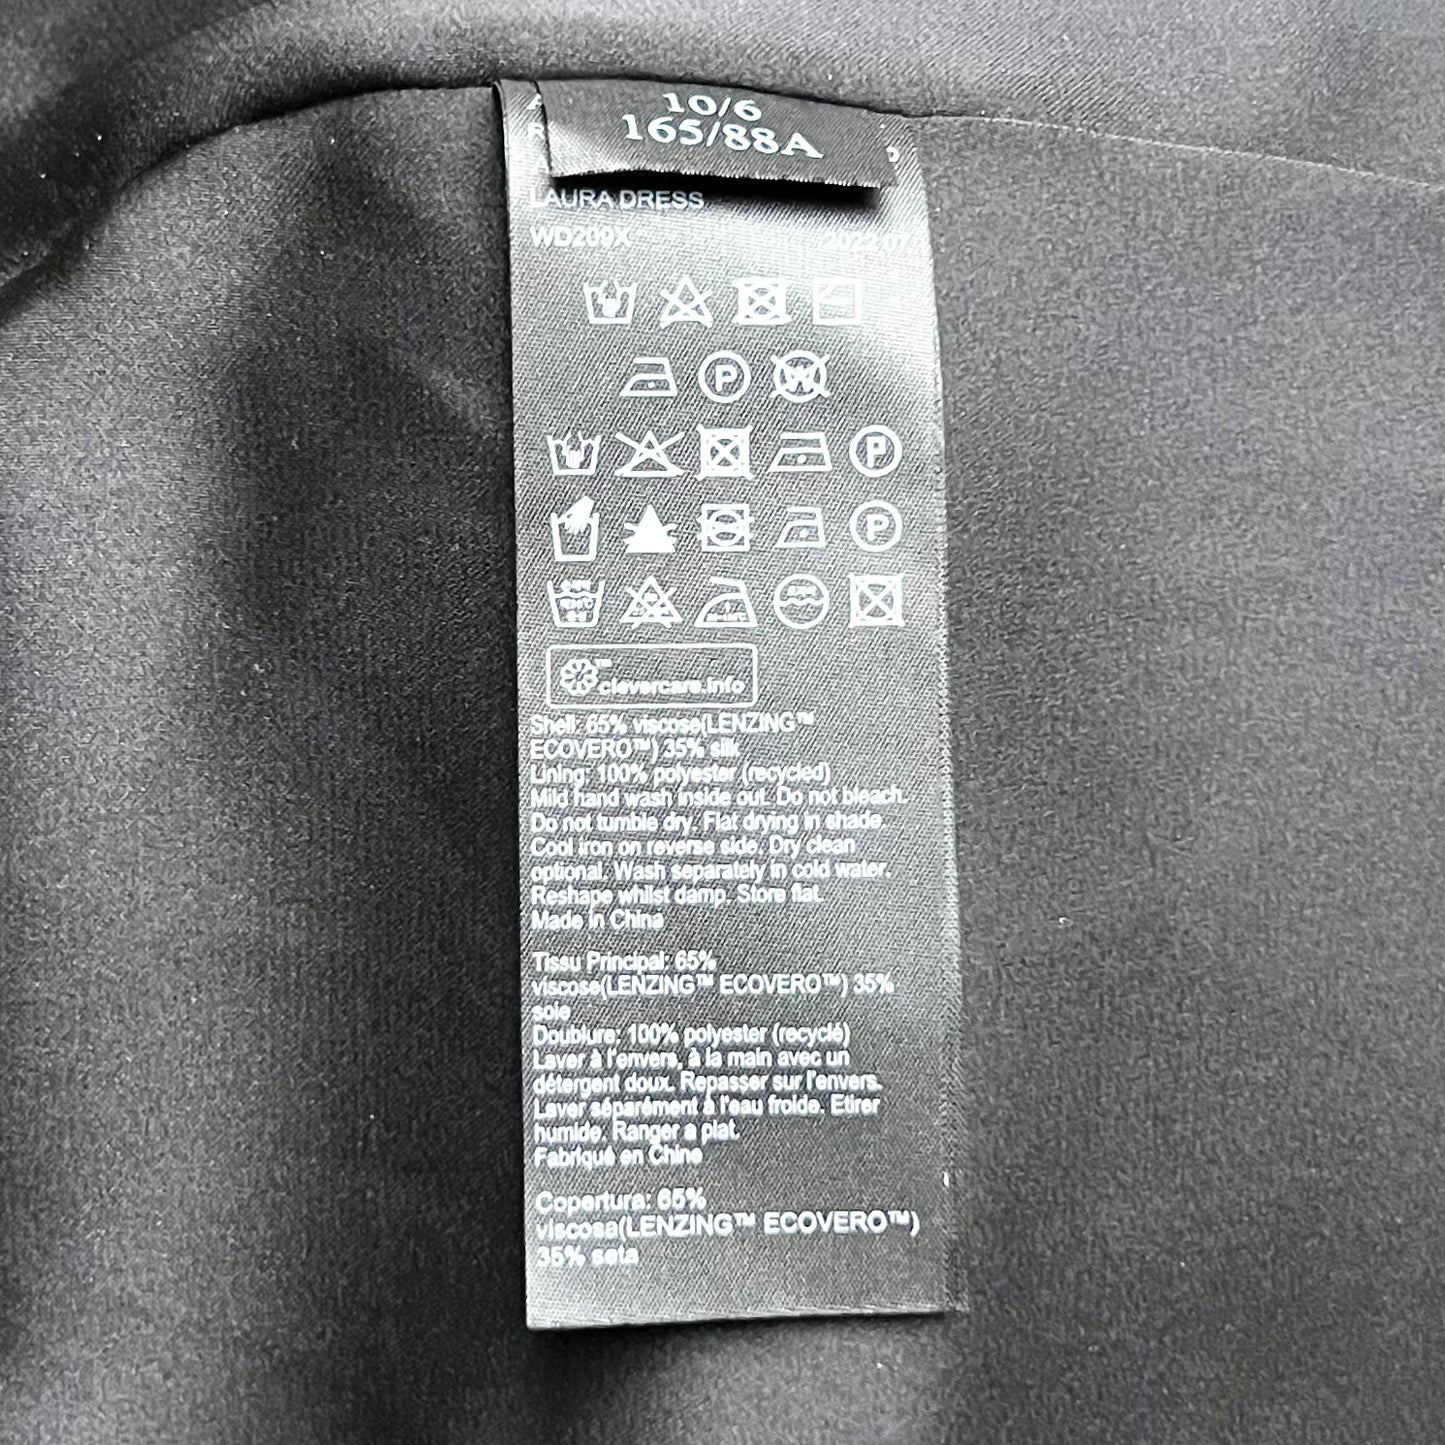 10/6
165/88A
LAURA DRESS
WD209X 2022.07
P W
P
P
clevercare.info
Shell: 65% viscose(LENZING™
ECOVERO™) 35% silk
Lining: 100% polyester (recycled)
Mild hand wash inside out. Do not bleach.
Do not tumble dry. Flat drying in shade.
Cool iron on reverse side. Dry clean
optional. Wash separately in cold water.
Reshape whilst damp. Store flat.
Made in China
Tissu Principal: 65%
viscose(LENZING™ ECOVERO™) 35%
soie
Doublure: 100% polyester (recyclé)
Laver à l'envers, à la main avec un
détergent doux. Repasser sur l'envers.
Laver séparément à l'eau froide. Etirer
humide. Ranger a plat.
Fabriqué en Chine
Copertura: 65%
viscosa(LENZING™ ECOVERO™)
35% seta